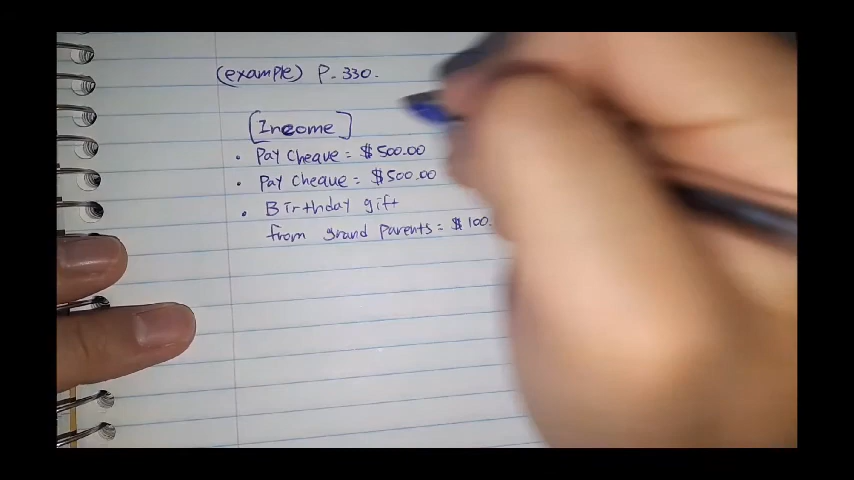 (example) P. 330.
[Income]
• Pay cheque = $500.00
• Pay cheque = $500.00
• Birthday gift
from grand parents = $100.